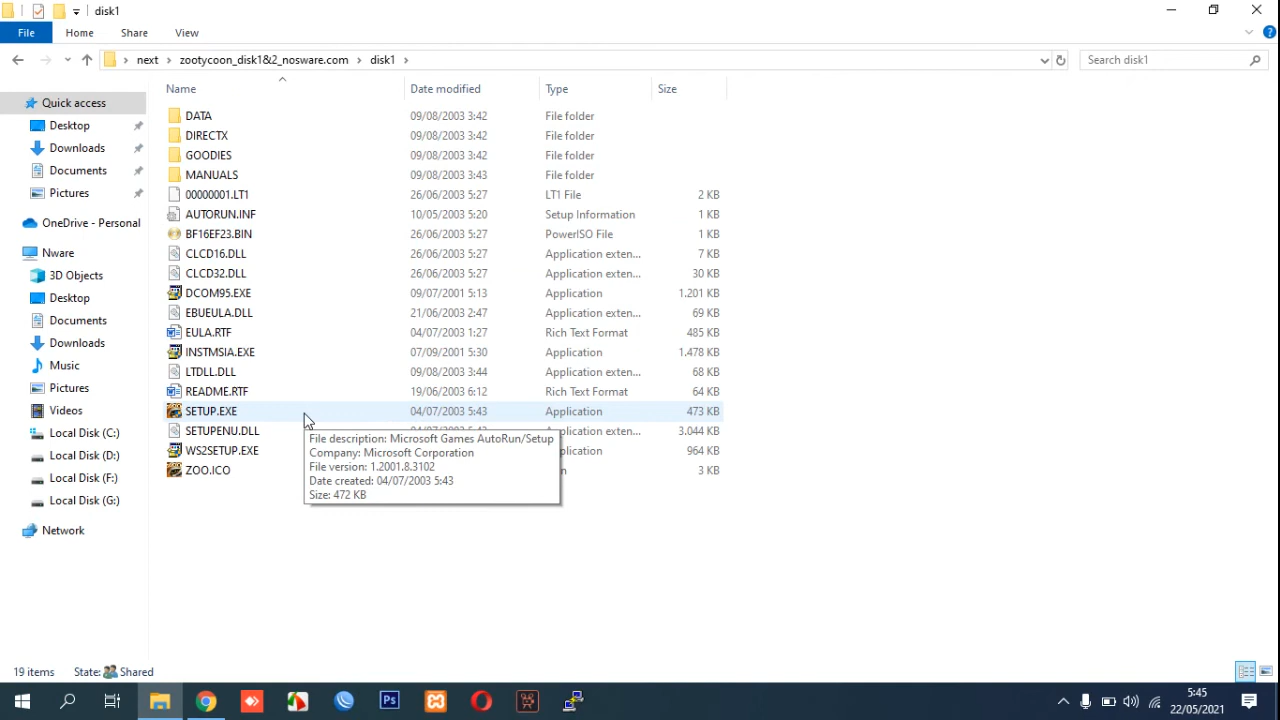 disk1
File Home Share View
next zootycoon_disk1&2_nosware.com disk1 Search disk1
Name Date modified Type Size
Quick access
Desktop
Downloads
Documents
Pictures
OneDrive - Personal
Nware
3D Objects
Desktop
Documents
Downloads
Music
Pictures
Videos
Local Disk (C:)
Local Disk (D:)
Local Disk (F:)
Local Disk (G:)
Network
DATA 09/08/2003 3:42 File folder
DIRECTX 09/08/2003 3:42 File folder
GOODIES 09/08/2003 3:42 File folder
MANUALS 09/08/2003 3:43 File folder
00000001.LT1 26/06/2003 5:27 LT1 File 2 KB
AUTORUN.INF 10/05/2003 5:20 Setup Information 1 KB
BF16EF23.BIN 26/06/2003 5:27 PowerISO File 1 KB
CLCD16.DLL 26/06/2003 5:27 Application exten... 7 KB
CLCD32.DLL 26/06/2003 5:27 Application exten... 30 KB
DCOM95.EXE 09/07/2001 5:13 Application 1.201 KB
EBUEULA.DLL 21/06/2003 2:47 Application exten... 69 KB
EULA.RTF 04/07/2003 1:27 Rich Text Format 485 KB
INSTMSIA.EXE 07/09/2001 5:30 Application 1.478 KB
LTDLL.DLL 09/08/2003 3:44 Application exten... 68 KB
README.RTF 19/06/2003 6:12 Rich Text Format 64 KB
SETUP.EXE 04/07/2003 5:43 Application 473 KB
SETUPENU.DLL Application exten... 3.044 KB
WS2SETUP.EXE plication 964 KB
ZOO.ICO n 3 KB
File description: Microsoft Games AutoRun/Setup
Company: Microsoft Corporation
File version: 1.2001.8.3102
Date created: 04/07/2003 5:43
Size: 472 KB
19 items State: Shared
Ps
5:45
22/05/2021